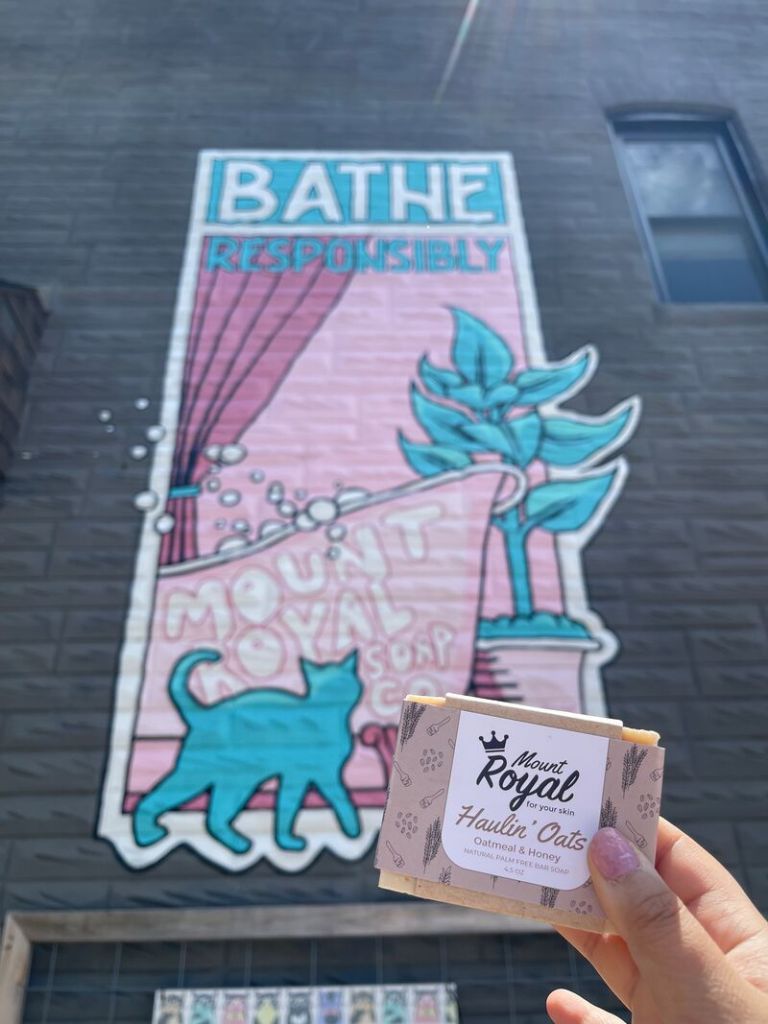 BATHE
RESPONSIBLY
MOUNT
ROYAL
SOAP
CO
Mount
Royal
for your skin
Haulin' Oats
Oatmeal & Honey
NATURAL PALM FREE BAR SOAP
4.5 OZ